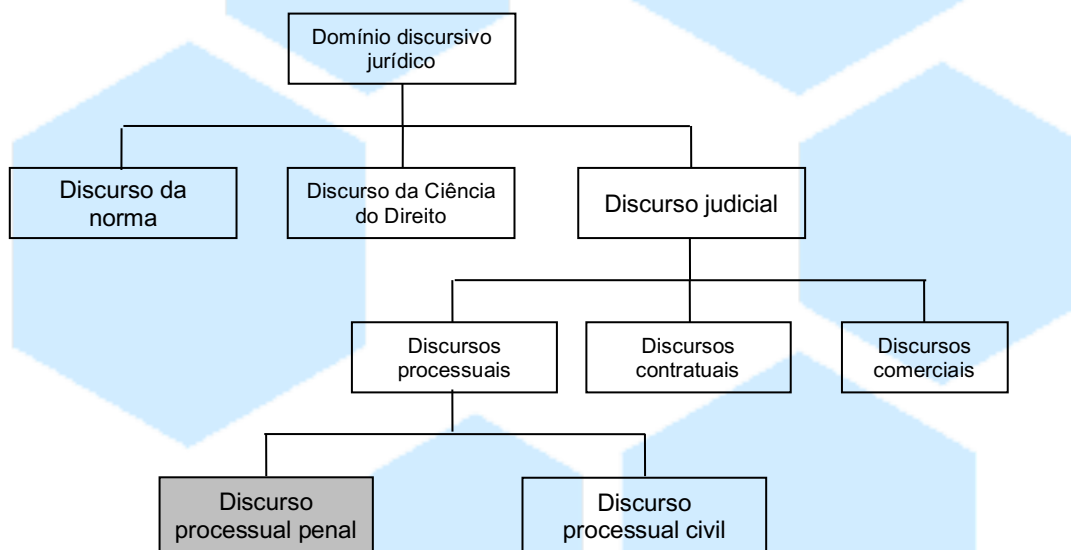 Domínio discursivo
jurídico
Discurso da
norma
Discurso da Ciência
do Direito
Discurso judicial
Discursos
processuais
Discursos
contratuais
Discursos
comerciais
Discurso
processual penal
Discurso
processual civil